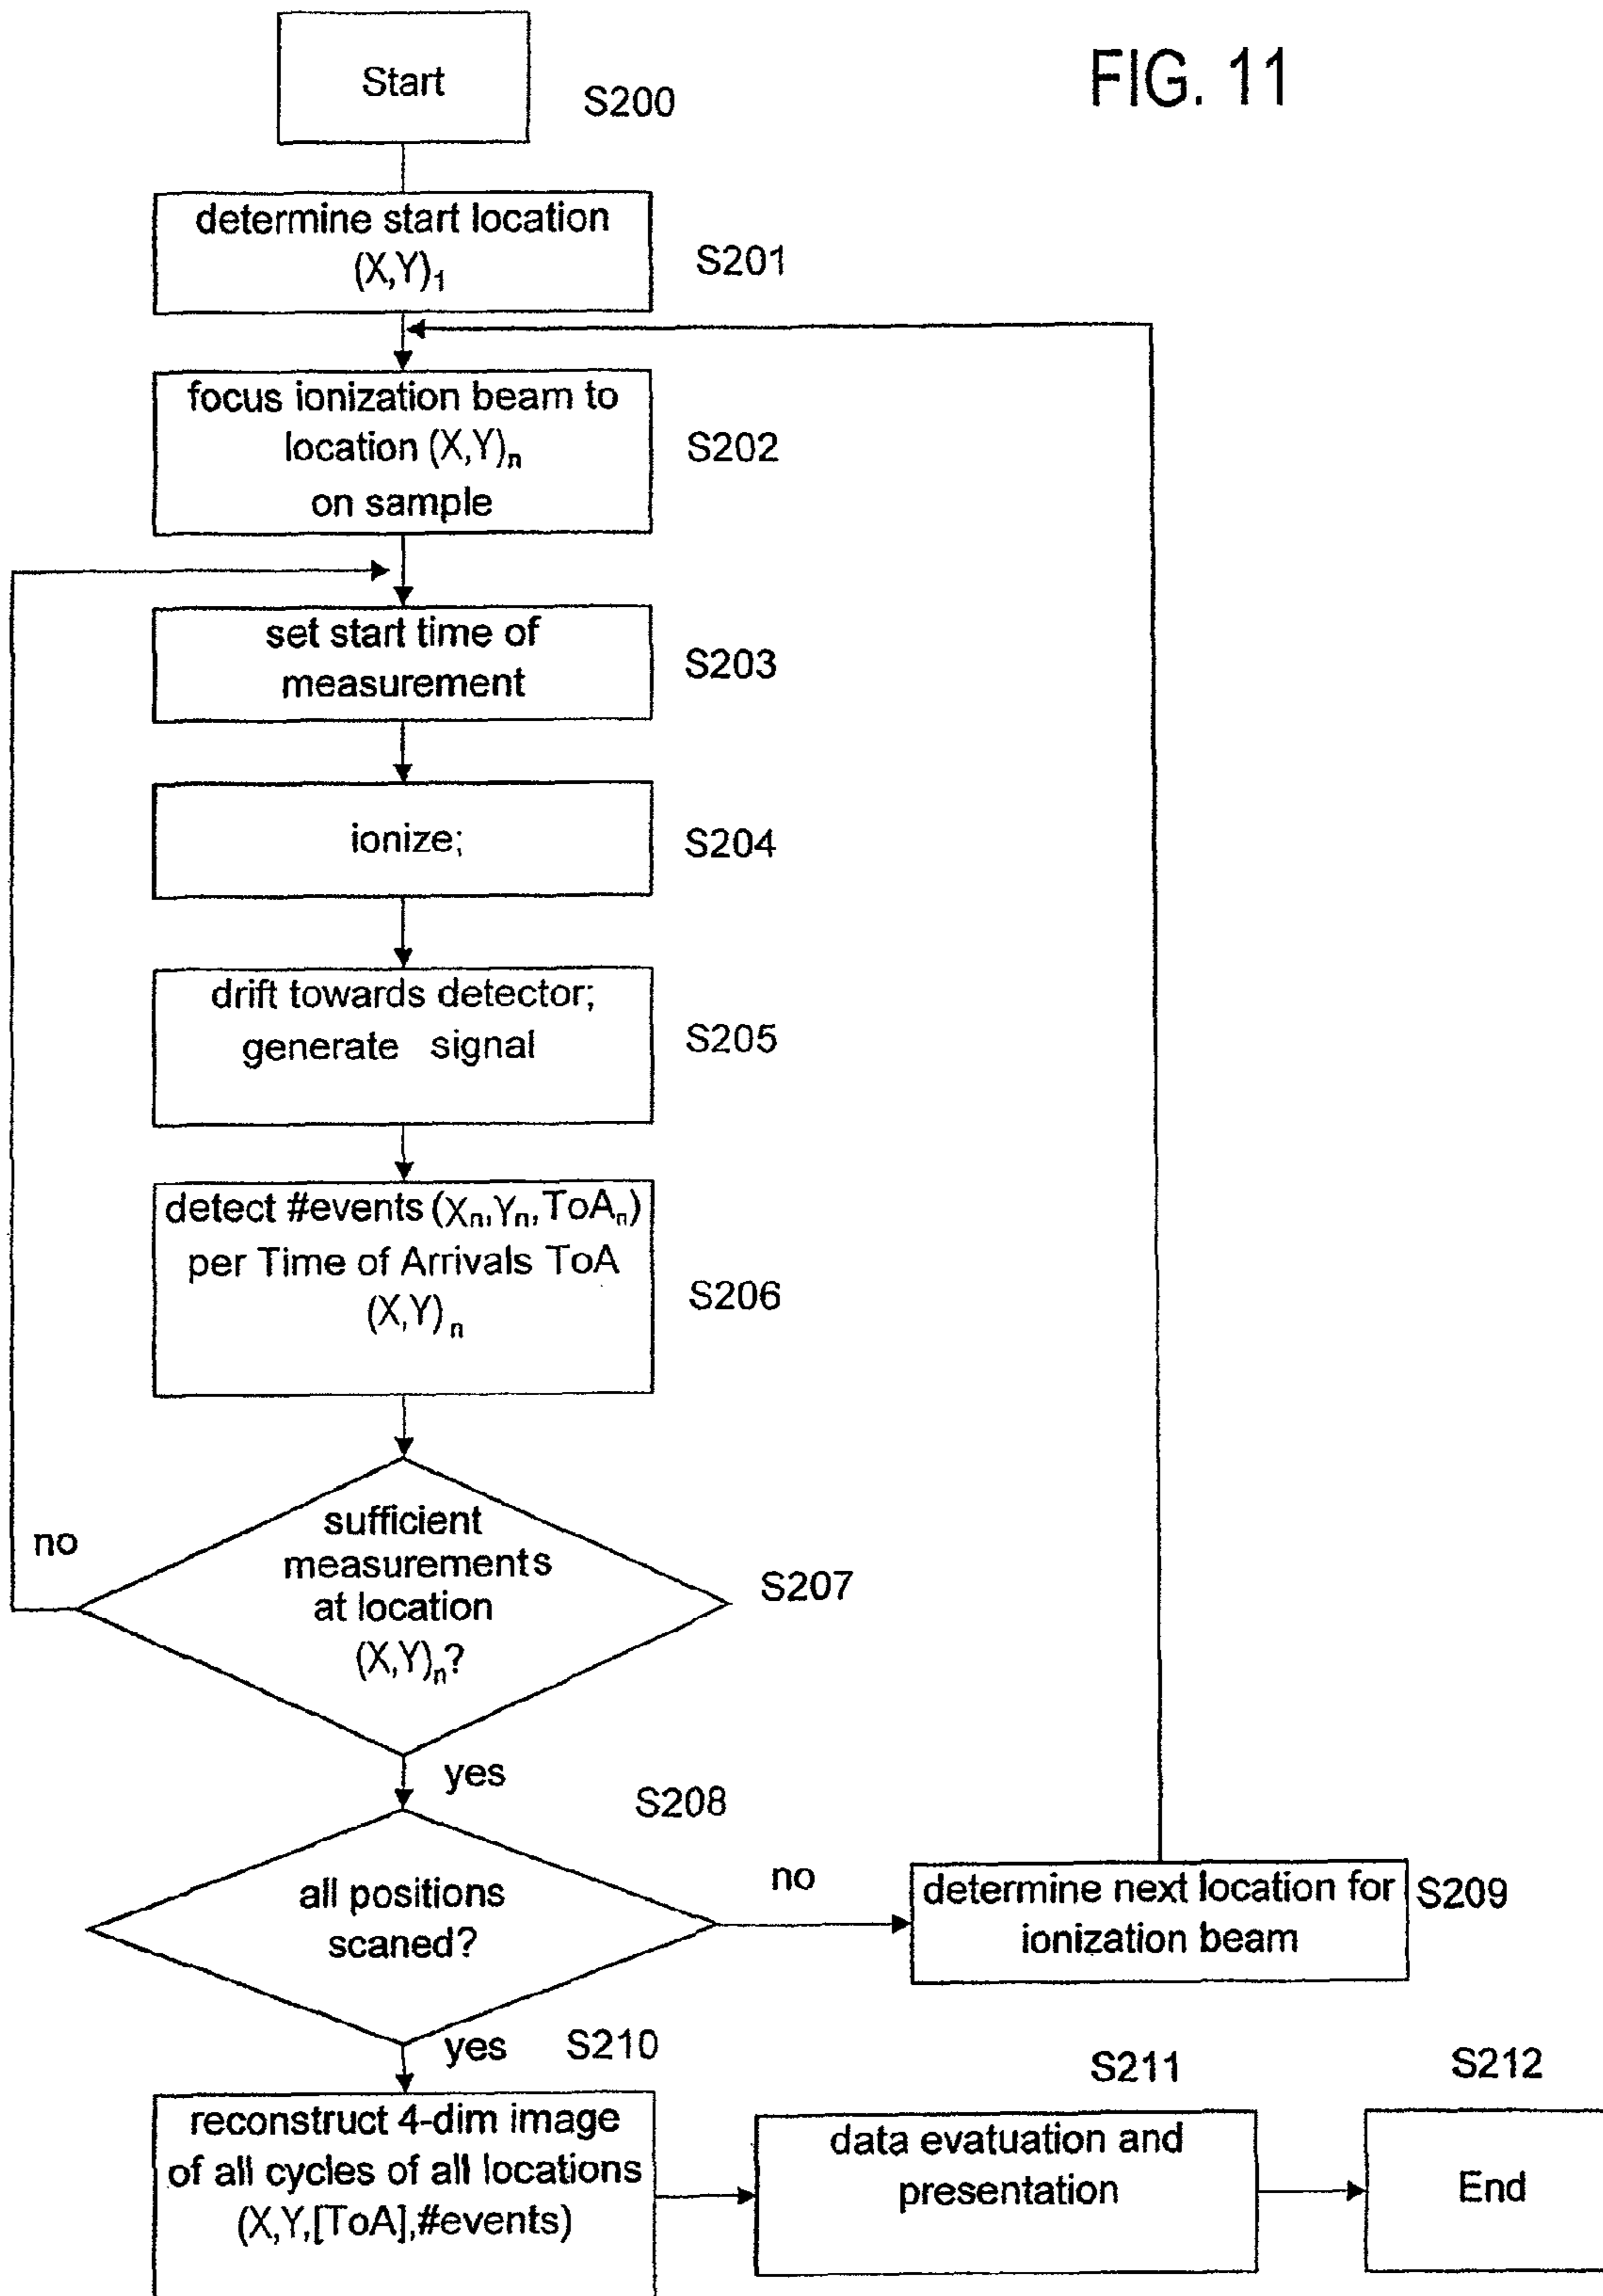 FIG. 11
Start
S200
determine start location
(X,Y)₁
S201
focus ionization beam to
location (X,Y)ₙ
on sample
S202
set start time of
measurement
S203
ionize;
S204
drift towards detector;
generate signal
S205
detect #events (Xₙ,Yₙ,ToAₙ)
per Time of Arrivals ToA
(X,Y)ₙ
S206
sufficient
measurements
at location
(X,Y)ₙ?
S207
no
yes
S208
all positions
scaned?
no
determine next location for
ionization beam
S209
yes
S210
reconstruct 4-dim image
of all cycles of all locations
(X,Y,[ToA],#events)
S211
data evatuation and
presentation
S212
End